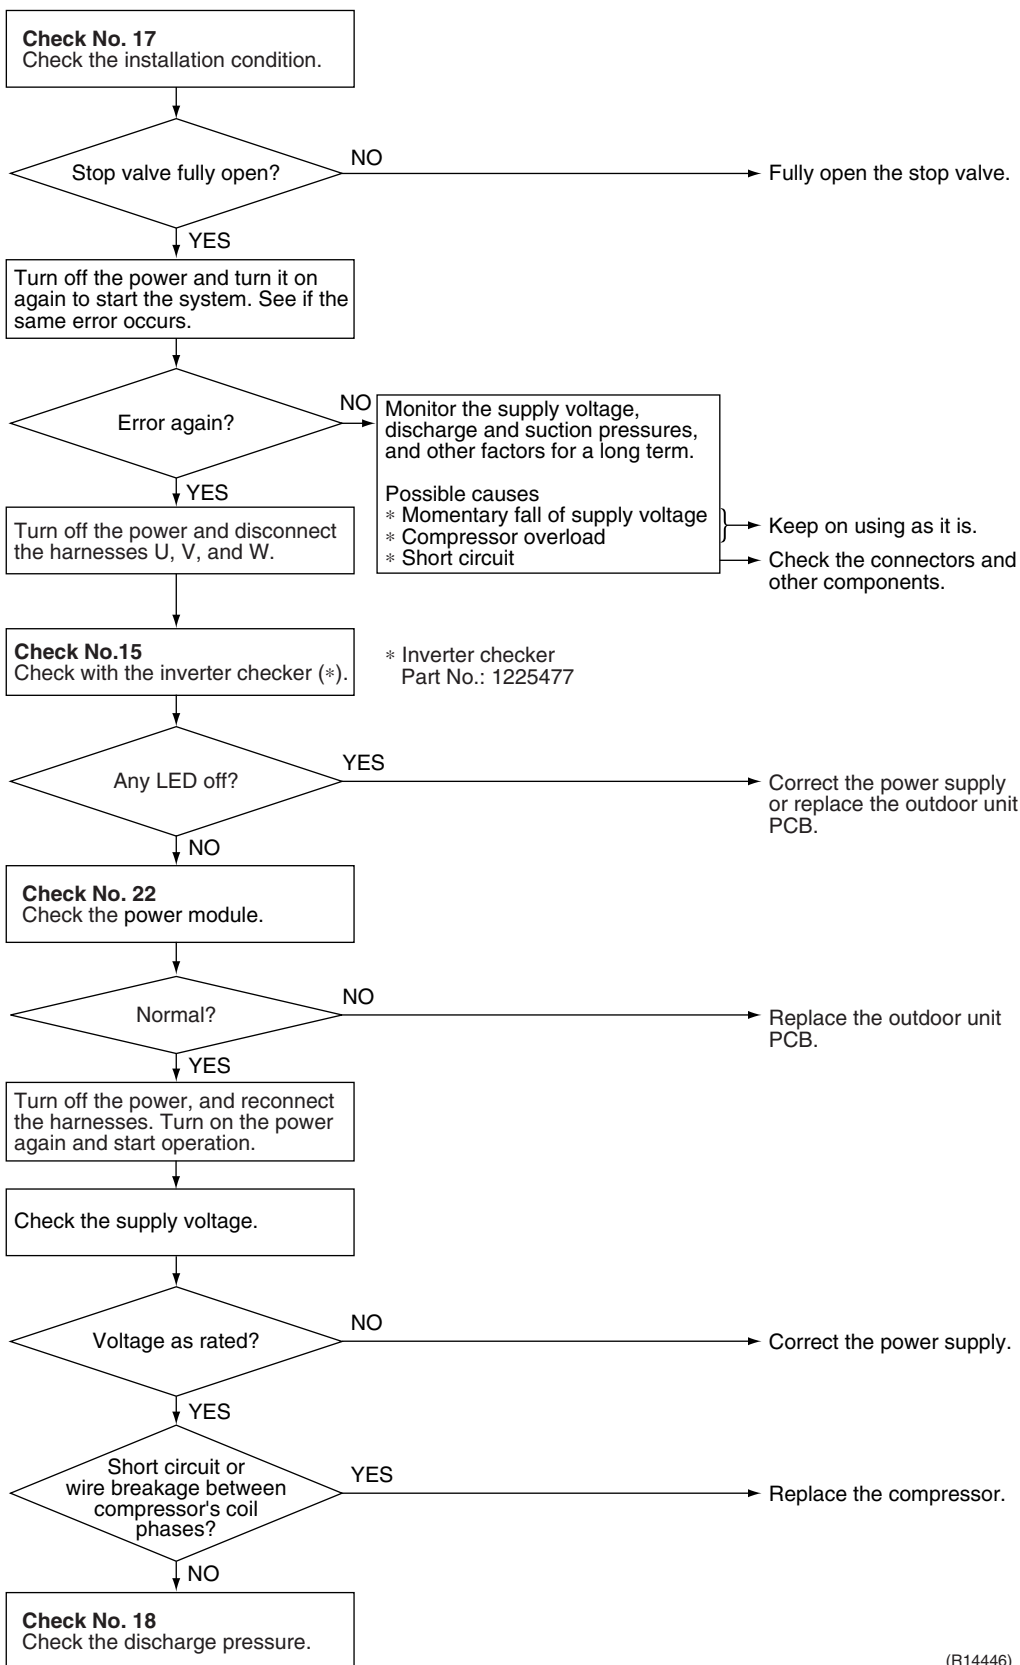 Check No. 17
Check the installation condition.
Stop valve fully open?
NO
Fully open the stop valve.
YES
Turn off the power and turn it on
again to start the system. See if the
same error occurs.
Error again?
NO
Monitor the supply voltage,
discharge and suction pressures,
and other factors for a long term.
Possible causes
* Momentary fall of supply voltage
* Compressor overload
* Short circuit
Keep on using as it is.
Check the connectors and
other components.
YES
Turn off the power and disconnect
the harnesses U, V, and W.
Check No.15
Check with the inverter checker (*).
* Inverter checker
Part No.: 1225477
Any LED off?
YES
Correct the power supply
or replace the outdoor unit
PCB.
NO
Check No. 22
Check the power module.
Normal?
NO
Replace the outdoor unit
PCB.
YES
Turn off the power, and reconnect
the harnesses. Turn on the power
again and start operation.
Check the supply voltage.
Voltage as rated?
NO
Correct the power supply.
YES
Short circuit or
wire breakage between
compressor's coil
phases?
YES
Replace the compressor.
NO
Check No. 18
Check the discharge pressure.
(R14446)